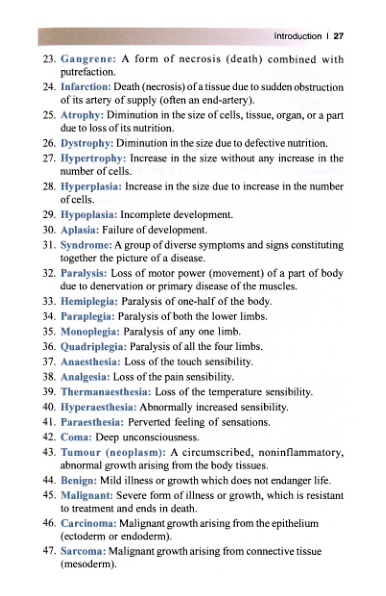 Introduction | 27
23. Gangrene: A form of necrosis (death) combined with
putrefaction.
24. Infarction: Death (necrosis) of a tissue due to sudden obstruction
of its artery of supply (often an end-artery).
25. Atrophy: Diminution in the size of cells, tissue, organ, or a part
due to loss of its nutrition.
26. Dystrophy: Diminution in the size due to defective nutrition.
27. Hypertrophy: Increase in the size without any increase in the
number of cells.
28. Hyperplasia: Increase in the size due to increase in the number
of cells.
29. Hypoplasia: Incomplete development.
30. Aplasia: Failure of development.
31. Syndrome: A group of diverse symptoms and signs constituting
together the picture of a disease.
32. Paralysis: Loss of motor power (movement) of a part of body
due to denervation or primary disease of the muscles.
33. Hemiplegia: Paralysis of one-half of the body.
34. Paraplegia: Paralysis of both the lower limbs.
35. Monoplegia: Paralysis of any one limb.
36. Quadriplegia: Paralysis of all the four limbs.
37. Anaesthesia: Loss of the touch sensibility.
38. Analgesia: Loss of the pain sensibility.
39. Thermanaesthesia: Loss of the temperature sensibility.
40. Hyperaesthesia: Abnormally increased sensibility.
41. Paraesthesia: Perverted feeling of sensations.
42. Coma: Deep unconsciousness.
43. Tumour (neoplasm): A circumscribed, noninflammatory,
abnormal growth arising from the body tissues.
44. Benign: Mild illness or growth which does not endanger life.
45. Malignant: Severe form of illness or growth, which is resistant
to treatment and ends in death.
46. Carcinoma: Malignant growth arising from the epithelium
(ectoderm or endoderm).
47. Sarcoma: Malignant growth arising from connective tissue
(mesoderm).